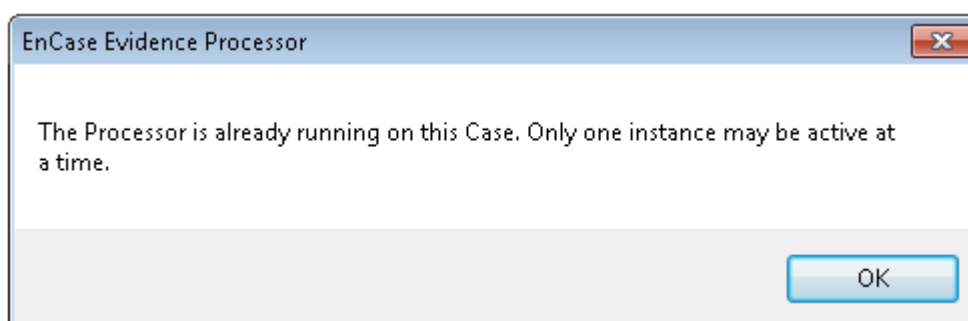 EnCase Evidence Processor
The Processor is already running on this Case. Only one instance may be active at
a time.
OK